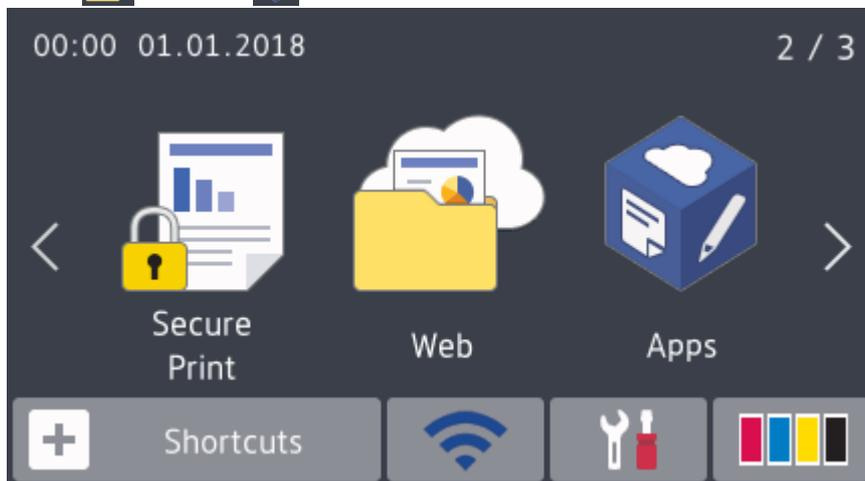 00:00 01.01.2018 2 / 3
Secure
Print
Web
Apps
Shortcuts